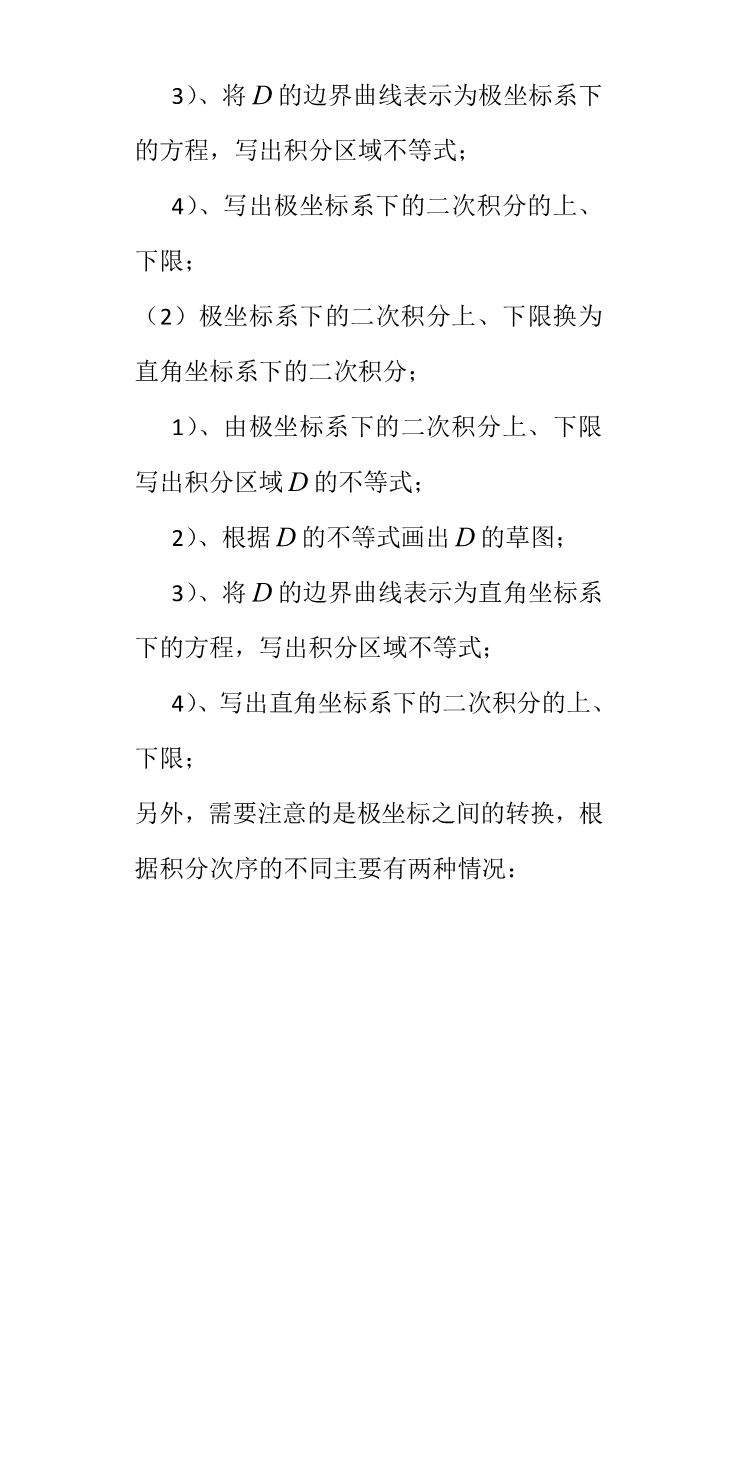 3）、将 D 的边界曲线表示为极坐标系下
的方程，写出积分区域不等式；
4）、写出极坐标系下的二次积分的上、
下限；
（2）极坐标系下的二次积分上、下限换为
直角坐标系下的二次积分；
1）、由极坐标系下的二次积分上、下限
写出积分区域 D 的不等式；
2）、根据 D 的不等式画出 D 的草图；
3）、将 D 的边界曲线表示为直角坐标系
下的方程，写出积分区域不等式；
4）、写出直角坐标系下的二次积分的上、
下限；
另外，需要注意的是极坐标之间的转换，根
据积分次序的不同主要有两种情况：